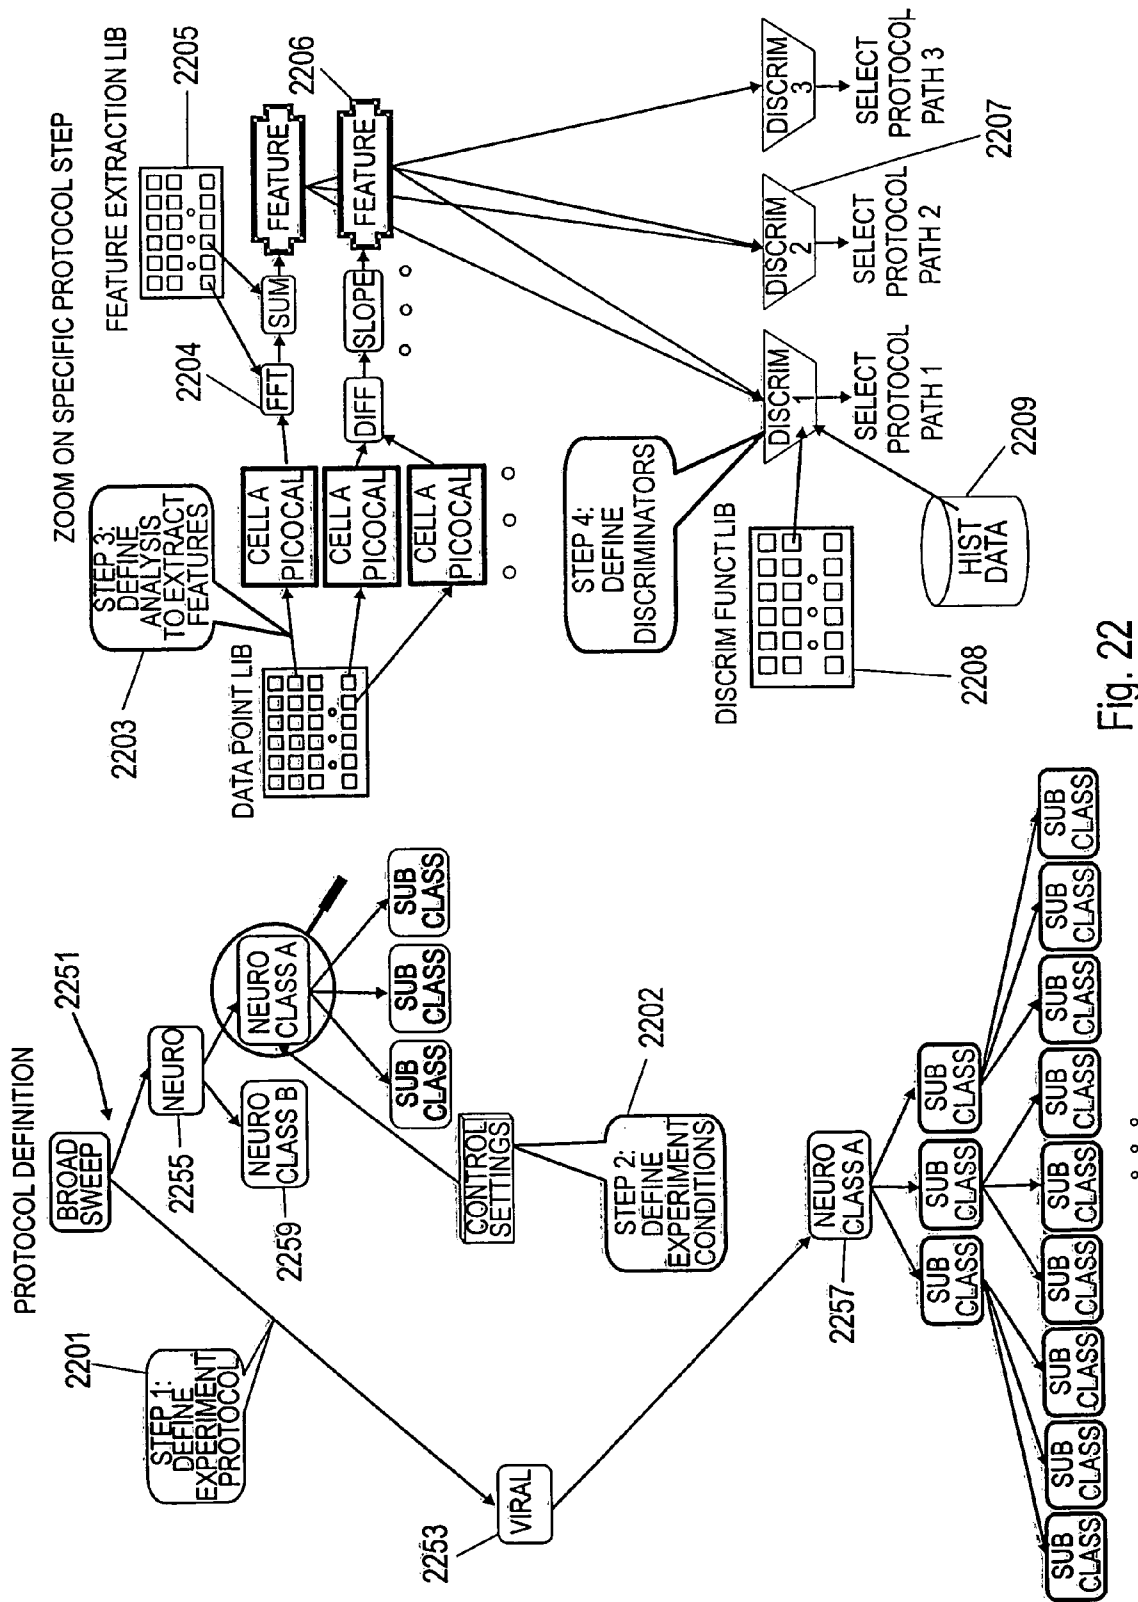 PROTOCOL DEFINITION
BROAD
SWEEP
2251
2201
STEP 1:
DEFINE
EXPERIMENT
PROTOCOL
NEURO
2255
NEURO
CLASS B
2259
NEURO
CLASS A
SUB
CLASS
SUB
CLASS
SUB
CLASS
CONTROL
SETTINGS
2202
STEP 2:
DEFINE
EXPERIMENT
CONDITIONS
VIRAL
2253
NEURO
CLASS A
2257
SUB
CLASS
SUB
CLASS
SUB
CLASS
SUB
CLASS
SUB
CLASS
SUB
CLASS
SUB
CLASS
SUB
CLASS
SUB
CLASS
SUB
CLASS
SUB
CLASS
SUB
CLASS
ZOOM ON SPECIFIC PROTOCOL STEP
FEATURE EXTRACTION LIB
2205
2203
STEP 3:
DEFINE
ANALYSIS
TO EXTRACT
FEATURES
DATA POINT LIB
CELL A
PICOCAL
CELL A
PICOCAL
CELL A
PICOCAL
2204
FFT
SUM
FEATURE
2206
DIFF
SLOPE
FEATURE
STEP 4:
DEFINE
DISCRIMINATORS
DISCRIM FUNCT LIB
2208
HIST
DATA
2209
DISCRIM
1
DISCRIM
2
DISCRIM
3
2207
SELECT
PROTOCOL
PATH 1
SELECT
PROTOCOL
PATH 2
SELECT
PROTOCOL
PATH 3
Fig. 22